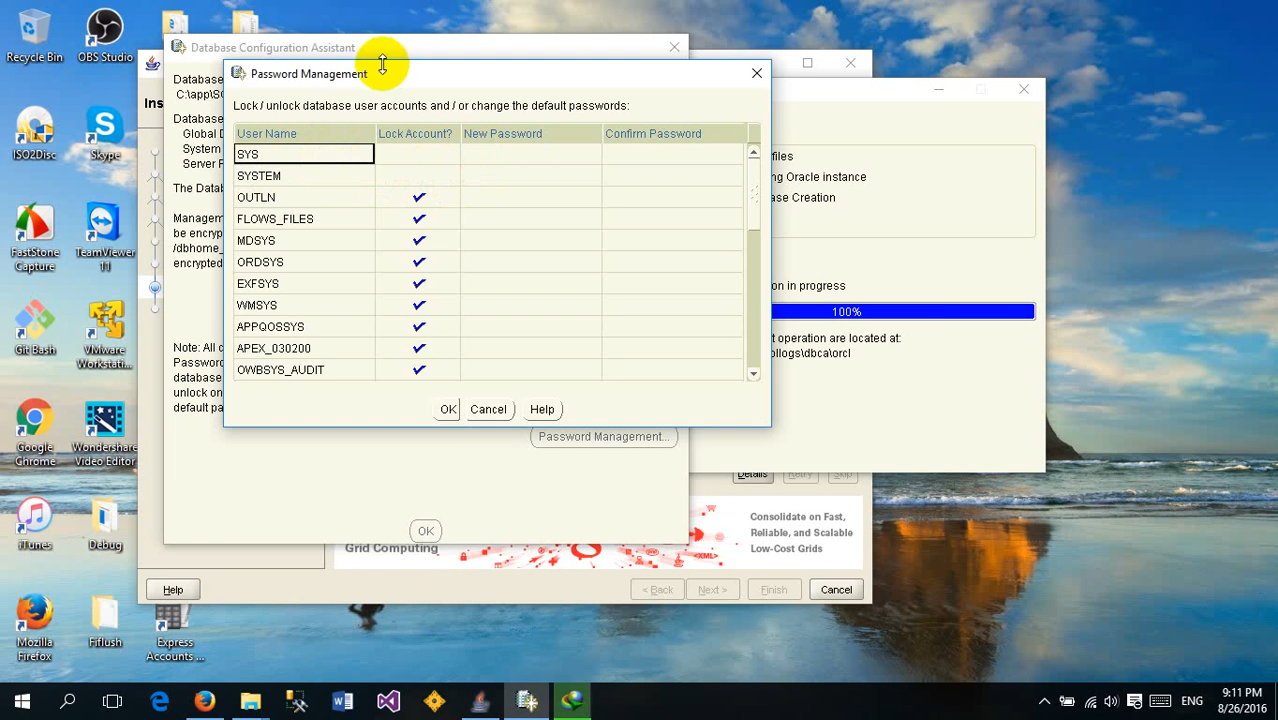 Recycle Bin
OBS Studio
ISO2Disc
Skype
FastStone
Capture
TeamViewer
11
Git Bash
VMware
Workstati...
Google
Chrome
Wondershare
Video Editor
iTunes
Debug
Mozilla
Firefox
Fiflush
Express
Accounts ...
Database Configuration Assistant
Password Management
Lock / unlock database user accounts and / or change the default passwords:
User Name Lock Account? New Password Confirm Password
SYS
SYSTEM
OUTLN
FLOWS_FILES
MDSYS
ORDSYS
EXFSYS
WMSYS
APPQOSSYS
APEX_030200
OWBSYS_AUDIT
OK Cancel Help
Ins
Database
C:\app\S
Database
Global D
System
Server F
The Datab
Managem
be encryp
/dbhome_
encrypted
Note: All c
Password
database
unlock on
default pa
Password Management...
OK
files
ng Oracle instance
ase Creation
on in progress
100%
t operation are located at:
ollogs\dbca\orcl
Details Retry Skip
Grid Computing
Consolidate on Fast,
Reliable, and Scalable
Low-Cost Grids
Help < Back Next > Finish Cancel
ENG
9:11 PM
8/26/2016